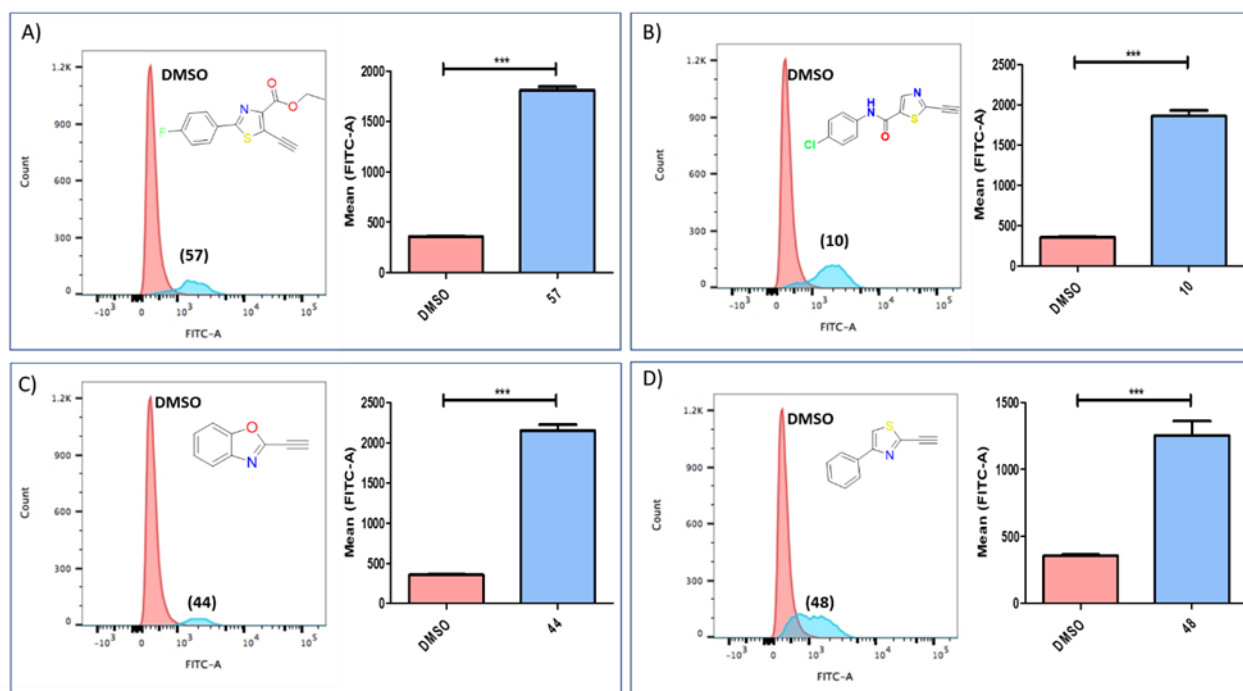 A)
DMSO
1.2K
900
600
300
0
Count
(57)
-10³ 0 10³ 10⁴ 10⁵
FITC-A
F
N
S
O
O
***
2000
1500
1000
500
0
Mean (FITC-A)
DMSO
57
B)
DMSO
1.2K
900
600
300
0
Count
(10)
-10³ 0 10³ 10⁴ 10⁵
FITC-A
Cl
H
N
O
N
S
***
2500
2000
1500
1000
500
0
Mean (FITC-A)
DMSO
10
C)
DMSO
1.2K
900
600
300
0
Count
(44)
-10³ 0 10³ 10⁴ 10⁵
FITC-A
O
N
***
2500
2000
1500
1000
500
0
Mean (FITC-A)
DMSO
44
D)
DMSO
1.2K
900
600
300
0
Count
(48)
-10³ 0 10³ 10⁴ 10⁵
FITC-A
S
N
***
1500
1000
500
0
Mean (FITC-A)
DMSO
48